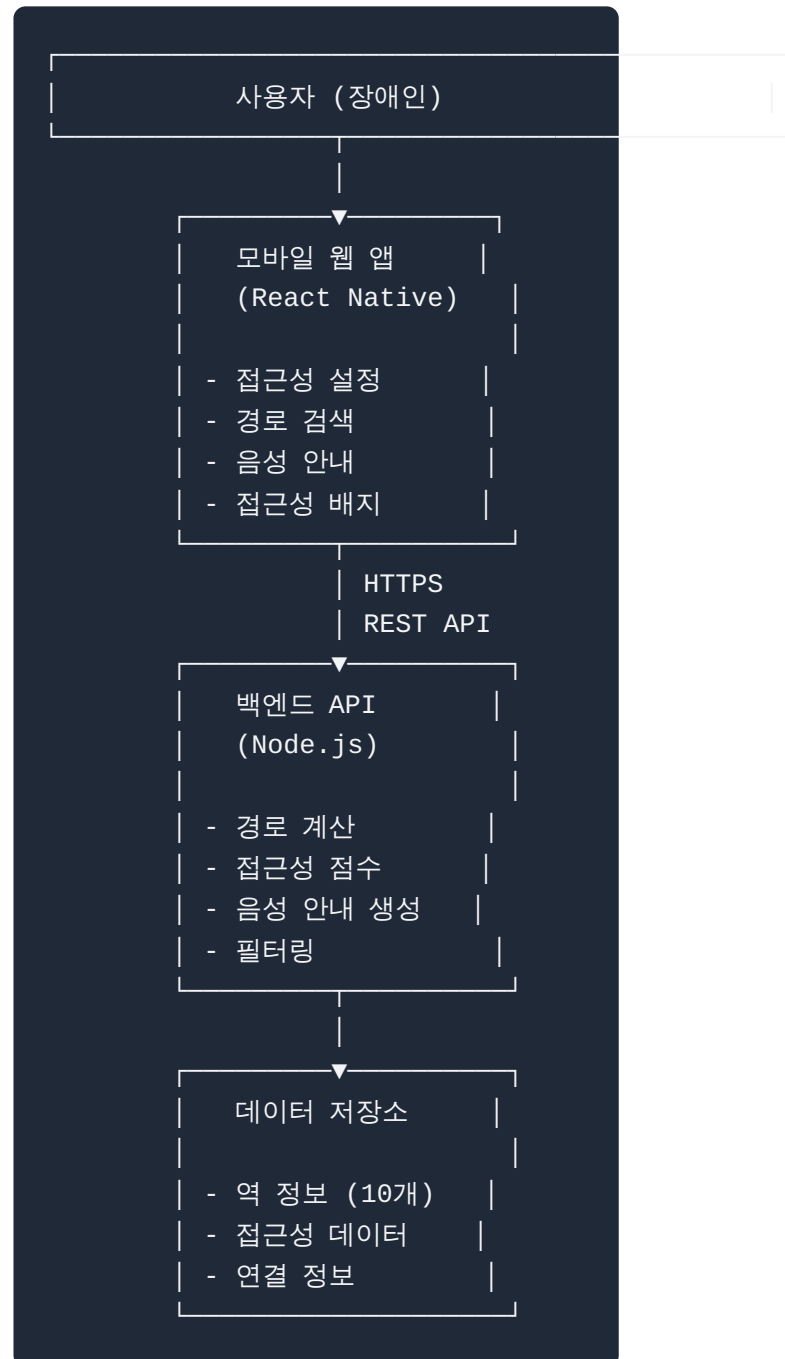 사용자 (장애인)
모바일 웹 앱
(React Native)
- 접근성 설정
- 경로 검색
- 음성 안내
- 접근성 배지
HTTPS
REST API
백엔드 API
(Node.js)
- 경로 계산
- 접근성 점수
- 음성 안내 생성
- 필터링
데이터 저장소
- 역 정보 (10개)
- 접근성 데이터
- 연결 정보